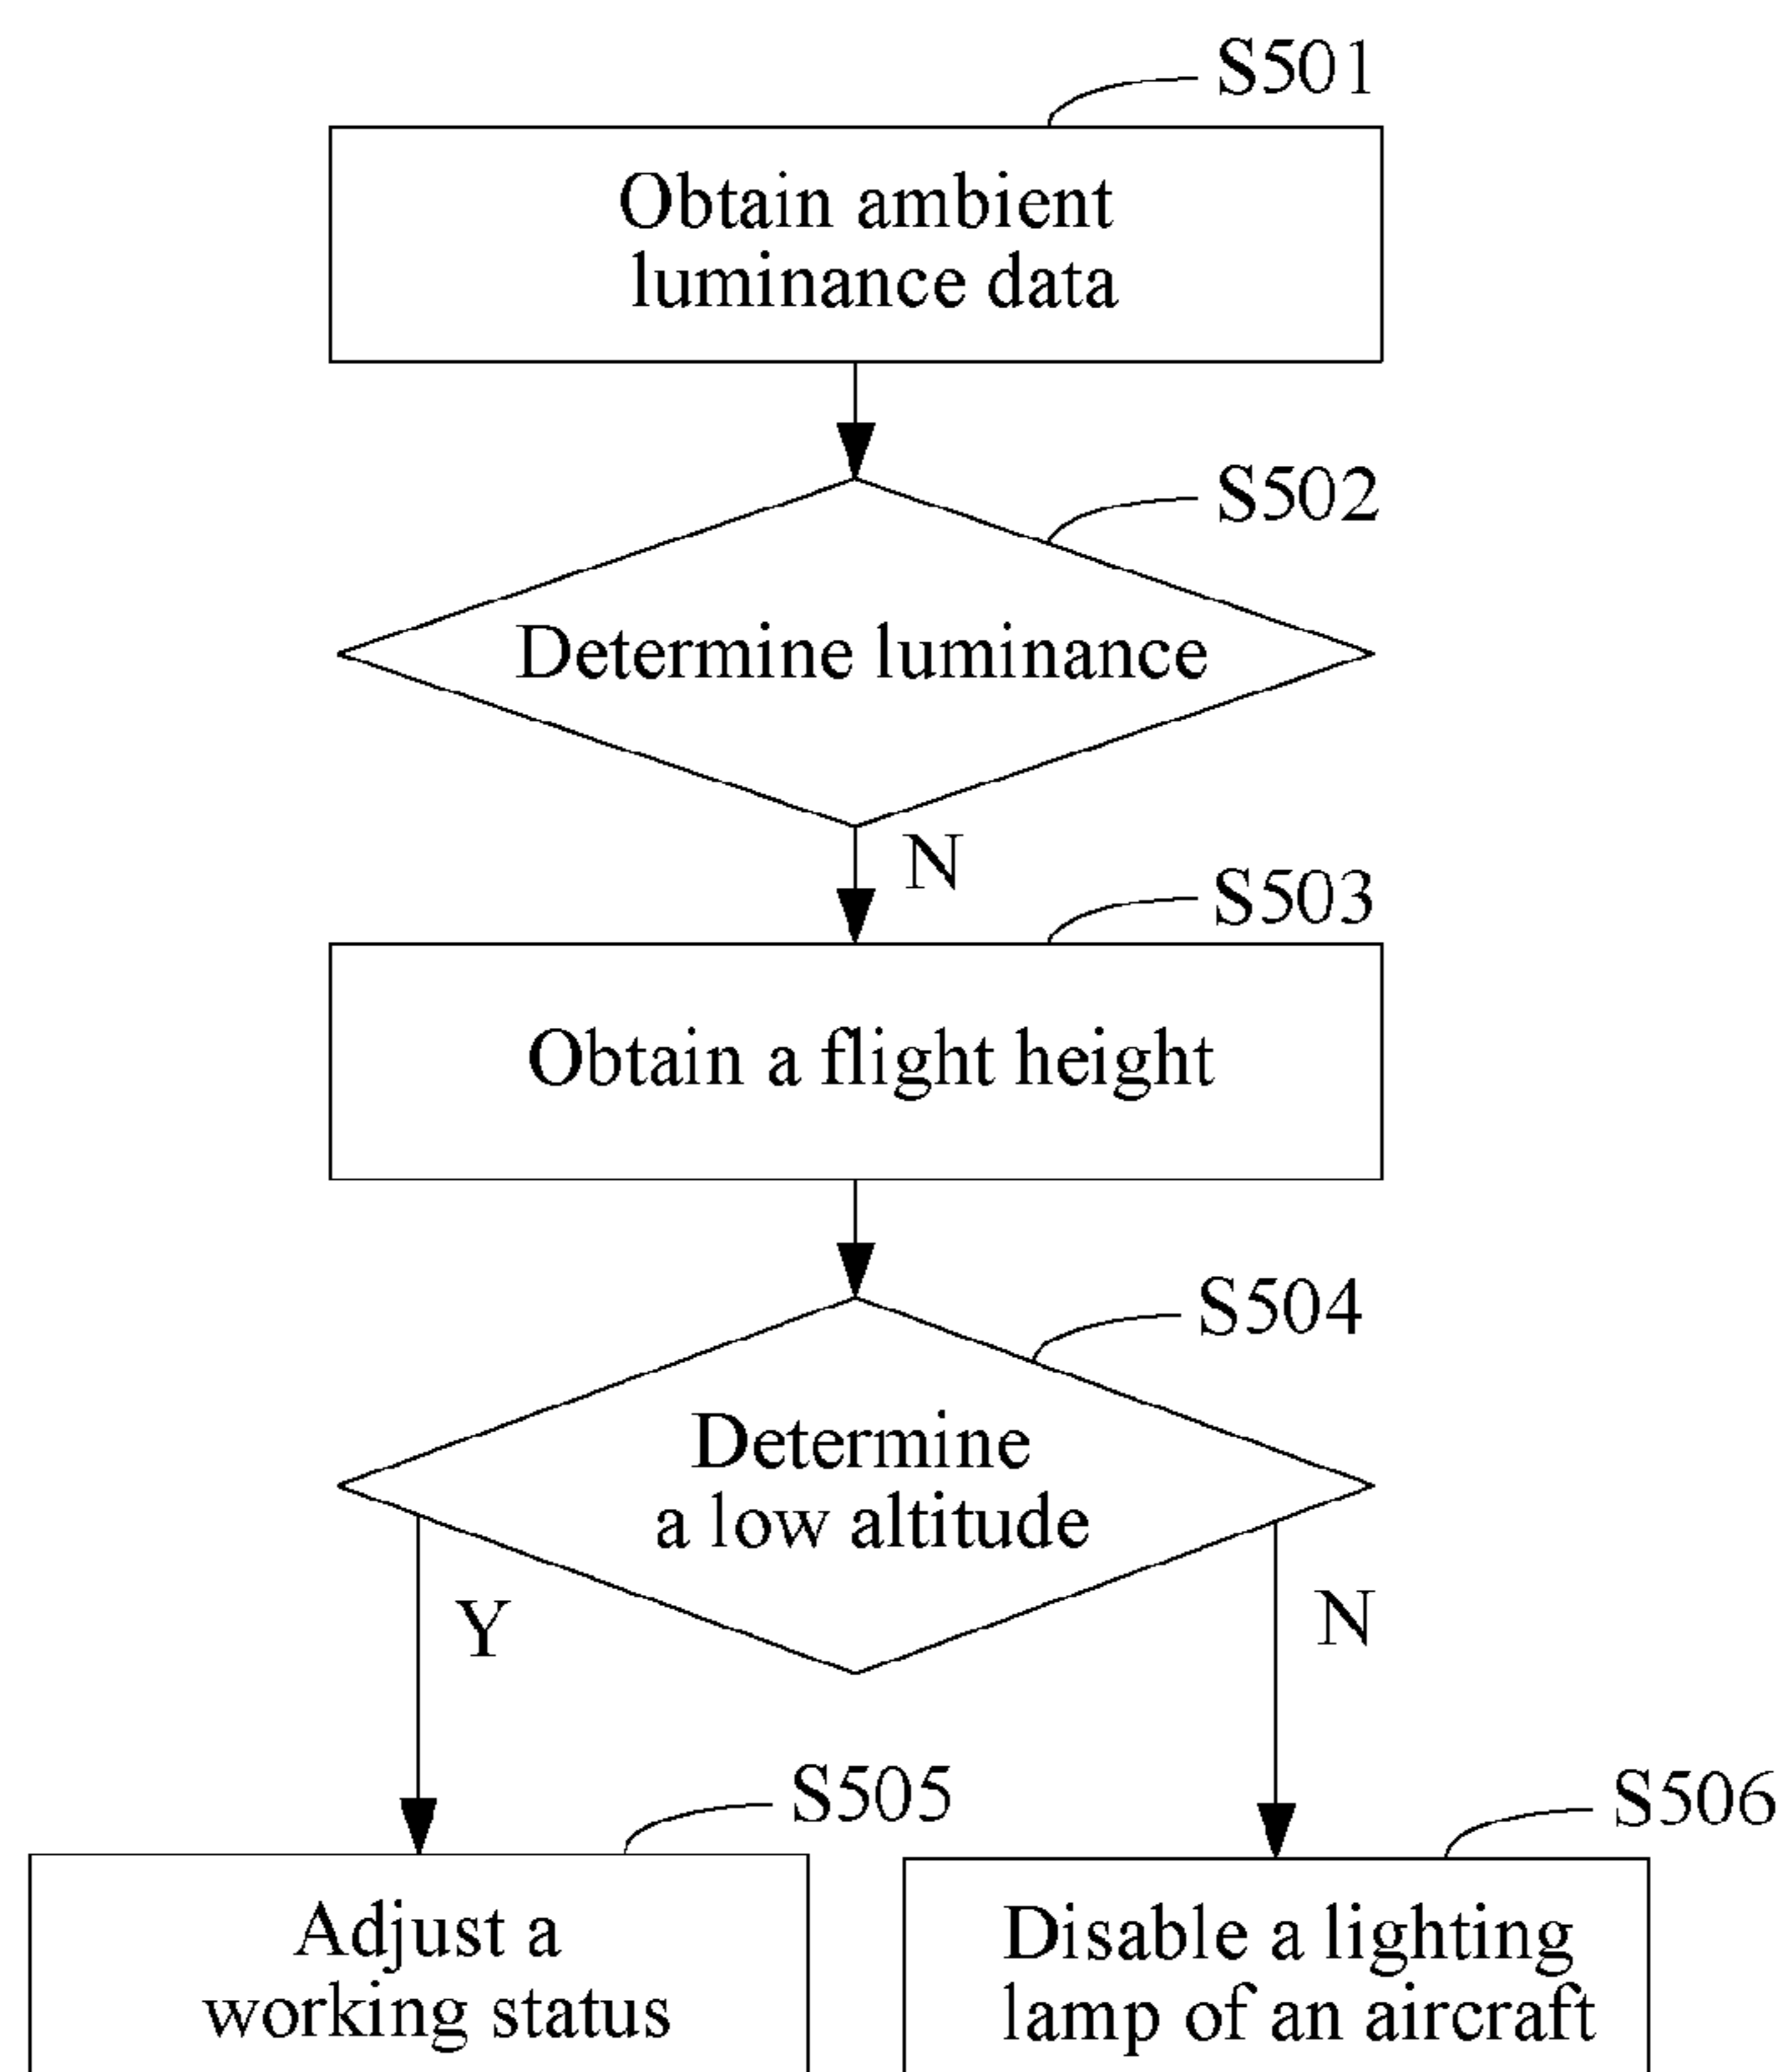 S501
Obtain ambient
luminance data
S502
Determine luminance
N
S503
Obtain a flight height
S504
Determine
a low altitude
Y
N
S505
S506
Adjust a
working status
Disable a lighting
lamp of an aircraft